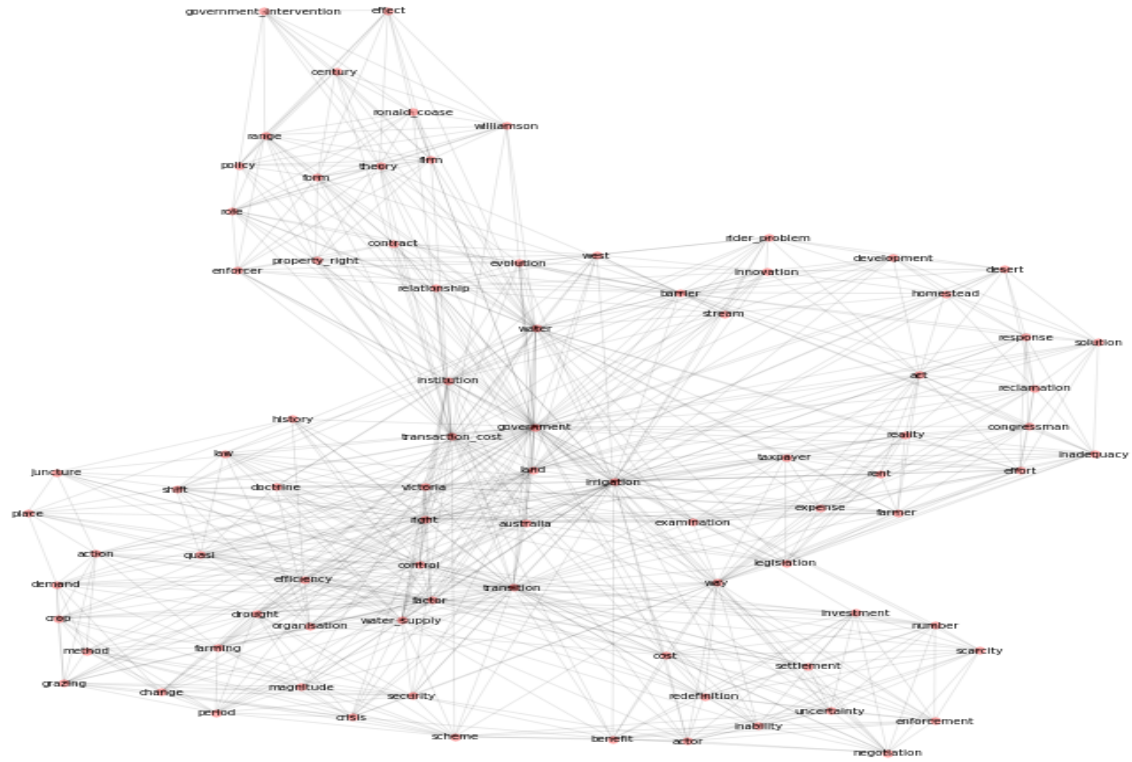 government_intervention
effect
century
ronald_coase
williamson
range
policy
theory
firm
form
role
contract
property_right
enforcer
evolution
west
rider_problem
innovation
development
desert
relationship
barrier
homestead
stream
water
response
solution
institution
act
reclamation
history
transaction_cost
government
congressman
reality
law
land
taxpayer
inadequacy
juncture
rent
effort
shift
doctrine
victoria
irrigation
place
right
australia
examination
expense
farmer
action
quasi
control
legislation
demand
efficiency
transition
way
factor
crop
drought
organisation
water_supply
investment
number
method
farming
cost
settlement
scarcity
grazing
change
magnitude
security
redefinition
period
crisis
uncertainty
inability
enforcement
scheme
benefit
actor
negotiation